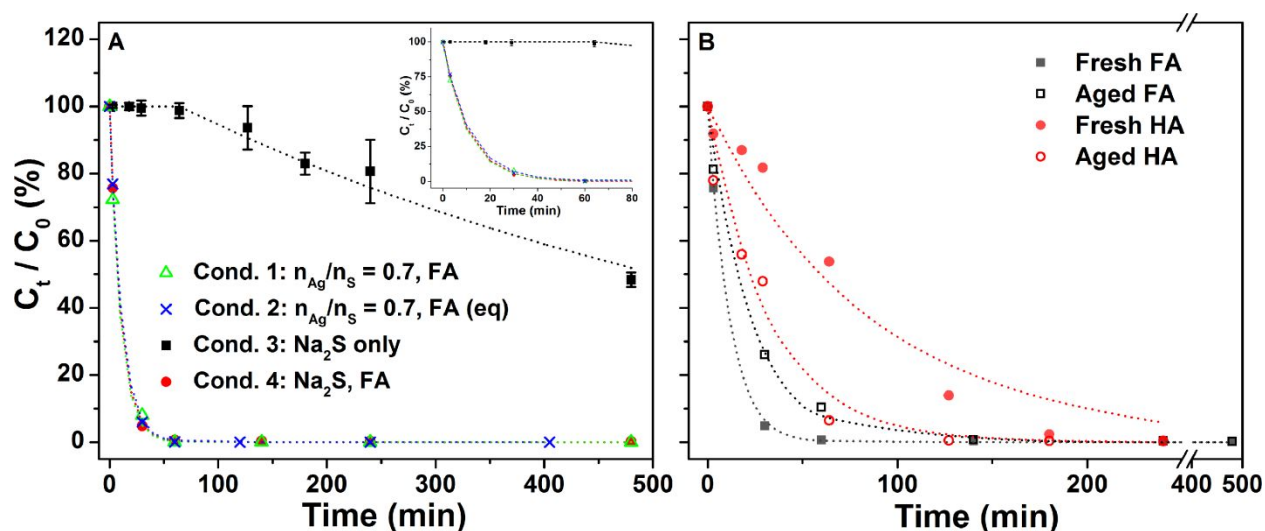 A
120
100
80
60
40
20
0
C_t / C_0 (%)
0 100 200 300 400 500
Time (min)
100
75
50
25
0
C_t / C_0 (%)
0 20 40 60 80
Time (min)
Cond. 1: n_Ag/n_S = 0.7, FA
Cond. 2: n_Ag/n_S = 0.7, FA (eq)
Cond. 3: Na_2S only
Cond. 4: Na_2S, FA
B
Fresh FA
Aged FA
Fresh HA
Aged HA
0 100 200 400 500
Time (min)